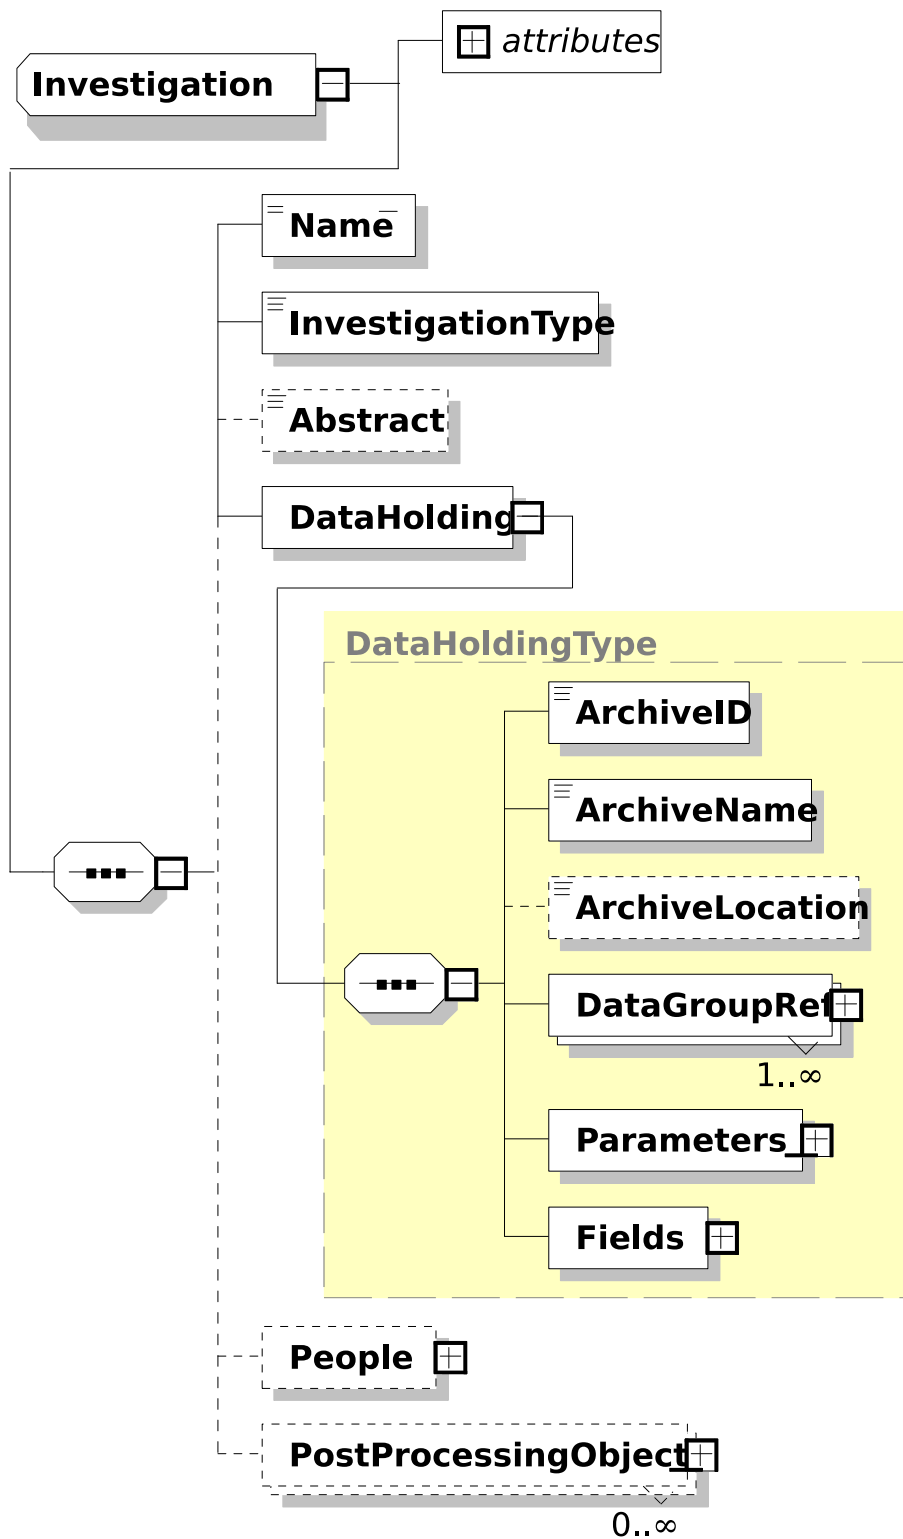 attributes
Investigation
Name
InvestigationType
Abstract
DataHolding
DataHoldingType
ArchiveID
ArchiveName
ArchiveLocation
DataGroupRef
1..∞
Parameters
Fields
People
PostProcessingObject
0..∞